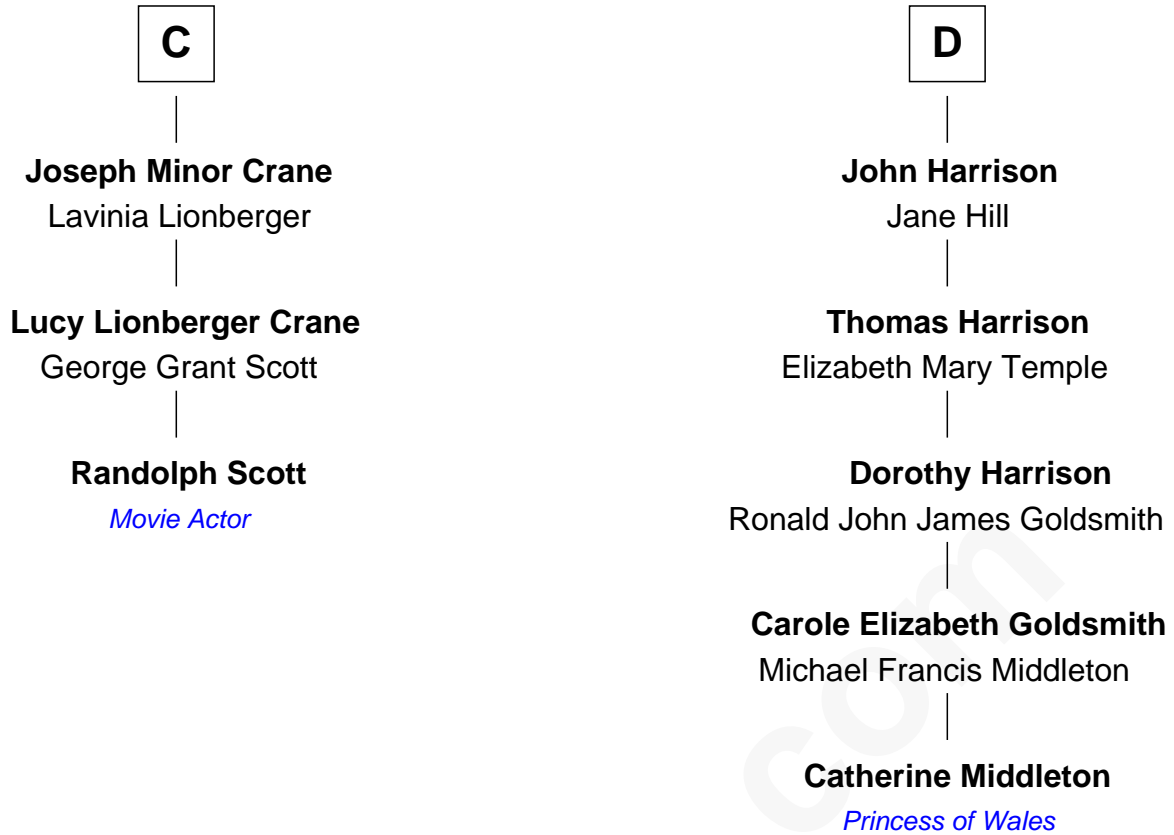 C
Joseph Minor Crane
Lavinia Lionberger
Lucy Lionberger Crane
George Grant Scott
Randolph Scott
Movie Actor
D
John Harrison
Jane Hill
Thomas Harrison
Elizabeth Mary Temple
Dorothy Harrison
Ronald John James Goldsmith
Carole Elizabeth Goldsmith
Michael Francis Middleton
Catherine Middleton
Princess of Wales
com